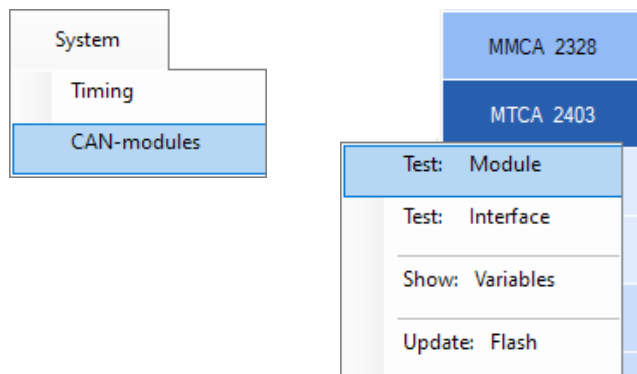 System
Timing
CAN-modules
MMCA 2328
MTCA 2403
Test: Module
Test: Interface
Show: Variables
Update: Flash